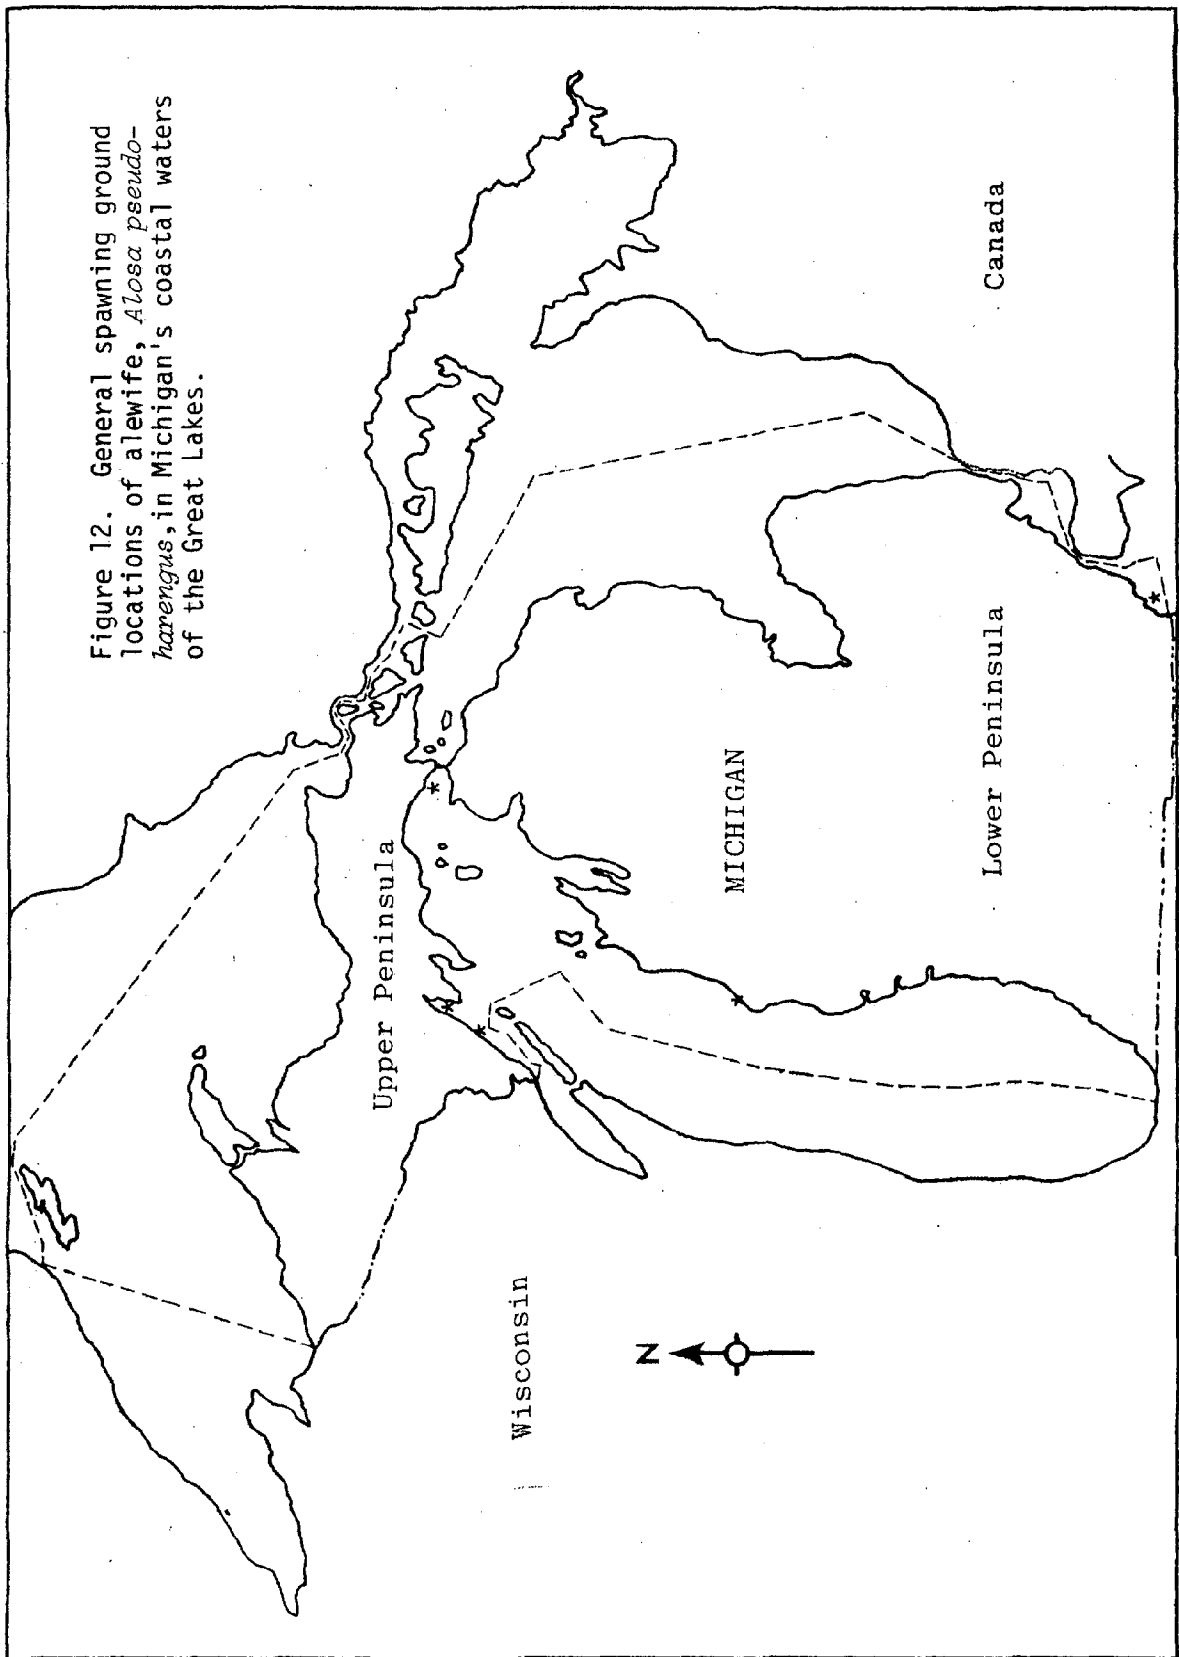 Figure 12. General spawning ground
locations of alewife, Alosa pseudo-
harengus, in Michigan's coastal waters
of the Great Lakes.
Upper Peninsula
Wisconsin
N
MICHIGAN
Lower Peninsula
Canada